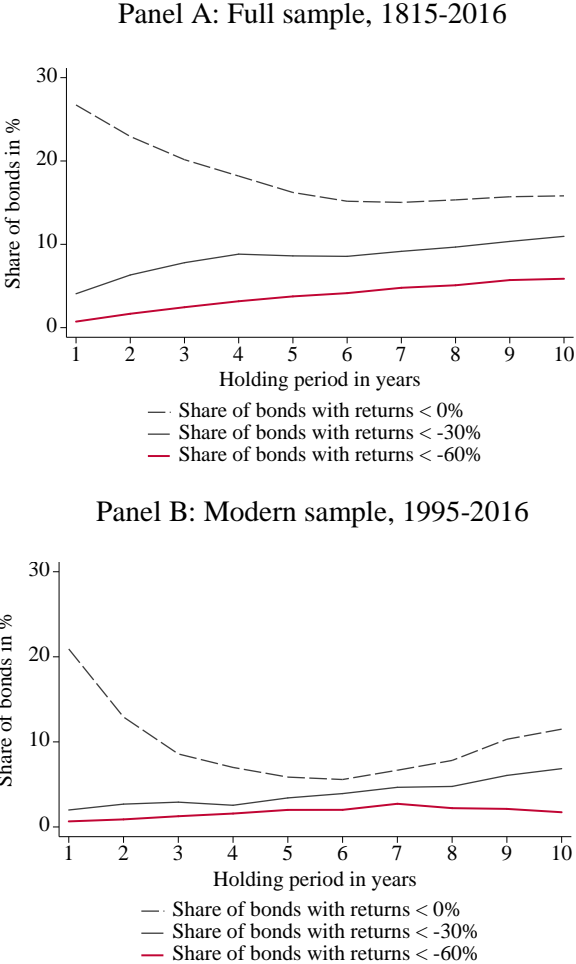 Panel A: Full sample, 1815-2016
30
20
10
0
Share of bonds in %
1 2 3 4 5 6 7 8 9 10
Holding period in years
Share of bonds with returns < 0%
Share of bonds with returns < -30%
Share of bonds with returns < -60%
Panel B: Modern sample, 1995-2016
30
20
10
0
Share of bonds in %
1 2 3 4 5 6 7 8 9 10
Holding period in years
Share of bonds with returns < 0%
Share of bonds with returns < -30%
Share of bonds with returns < -60%